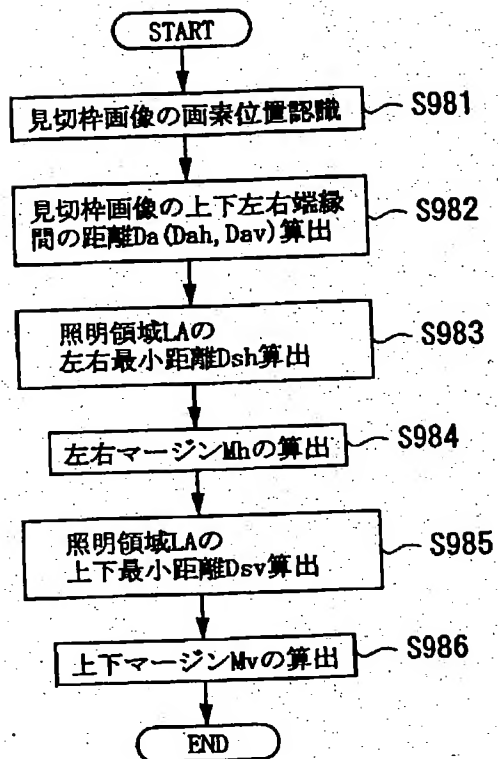 START
見切枠画像の画素位置認識
S981
見切枠画像の上下左右端縁
間の距離Da(Dah,Dav)算出
S982
照明領域LAの
左右最小距離Dsh算出
S983
左右マージンMhの算出
S984
照明領域LAの
上下最小距離Dsv算出
S985
上下マージンMvの算出
S986
END